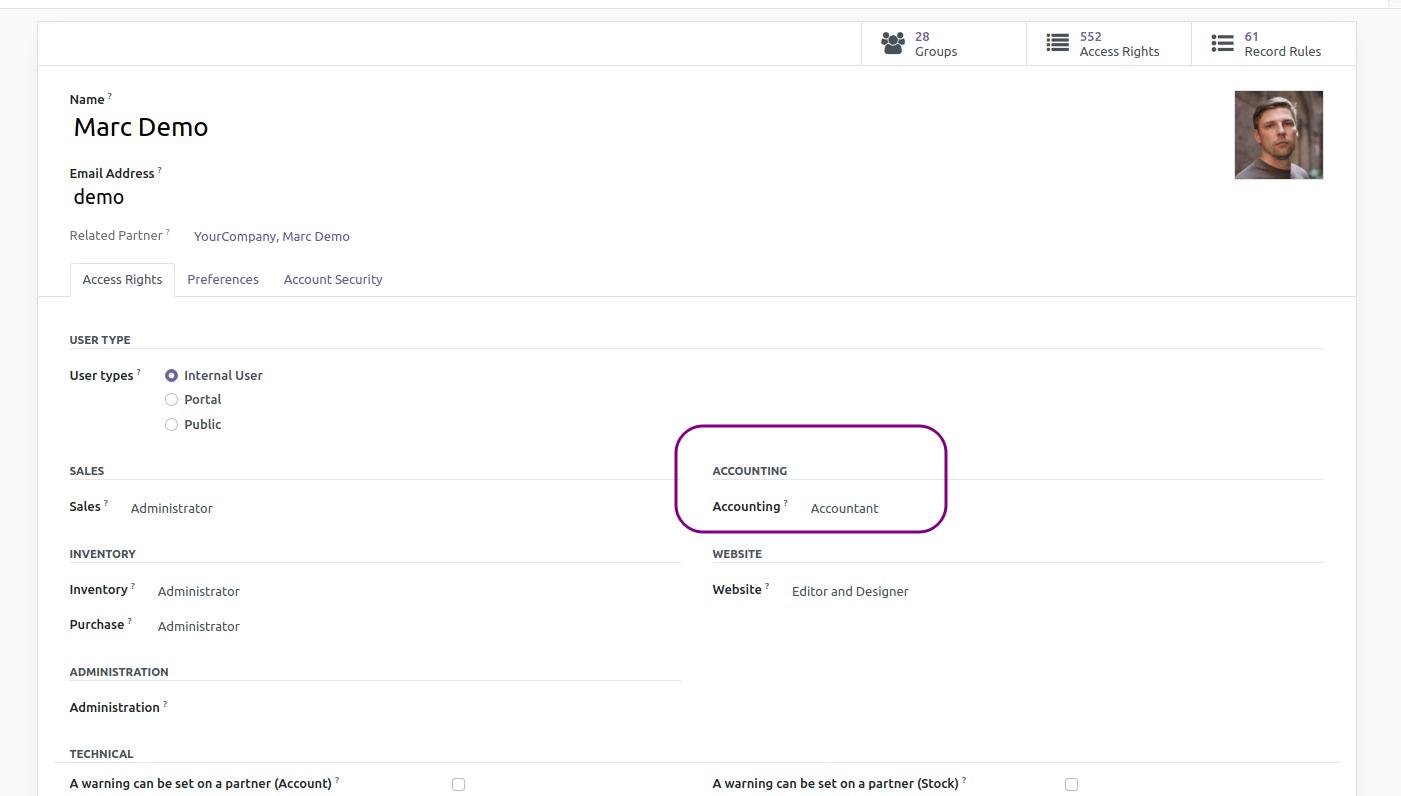 28
Groups
552
Access Rights
61
Record Rules
Name ?
Marc Demo
Email Address ?
demo
Related Partner ? YourCompany, Marc Demo
Access Rights Preferences Account Security
USER TYPE
User types ? Internal User
Portal
Public
SALES
Sales ? Administrator
ACCOUNTING
Accounting ? Accountant
INVENTORY
Inventory ? Administrator
Purchase ? Administrator
WEBSITE
Website ? Editor and Designer
ADMINISTRATION
Administration ?
TECHNICAL
A warning can be set on a partner (Account) ?
A warning can be set on a partner (Stock) ?